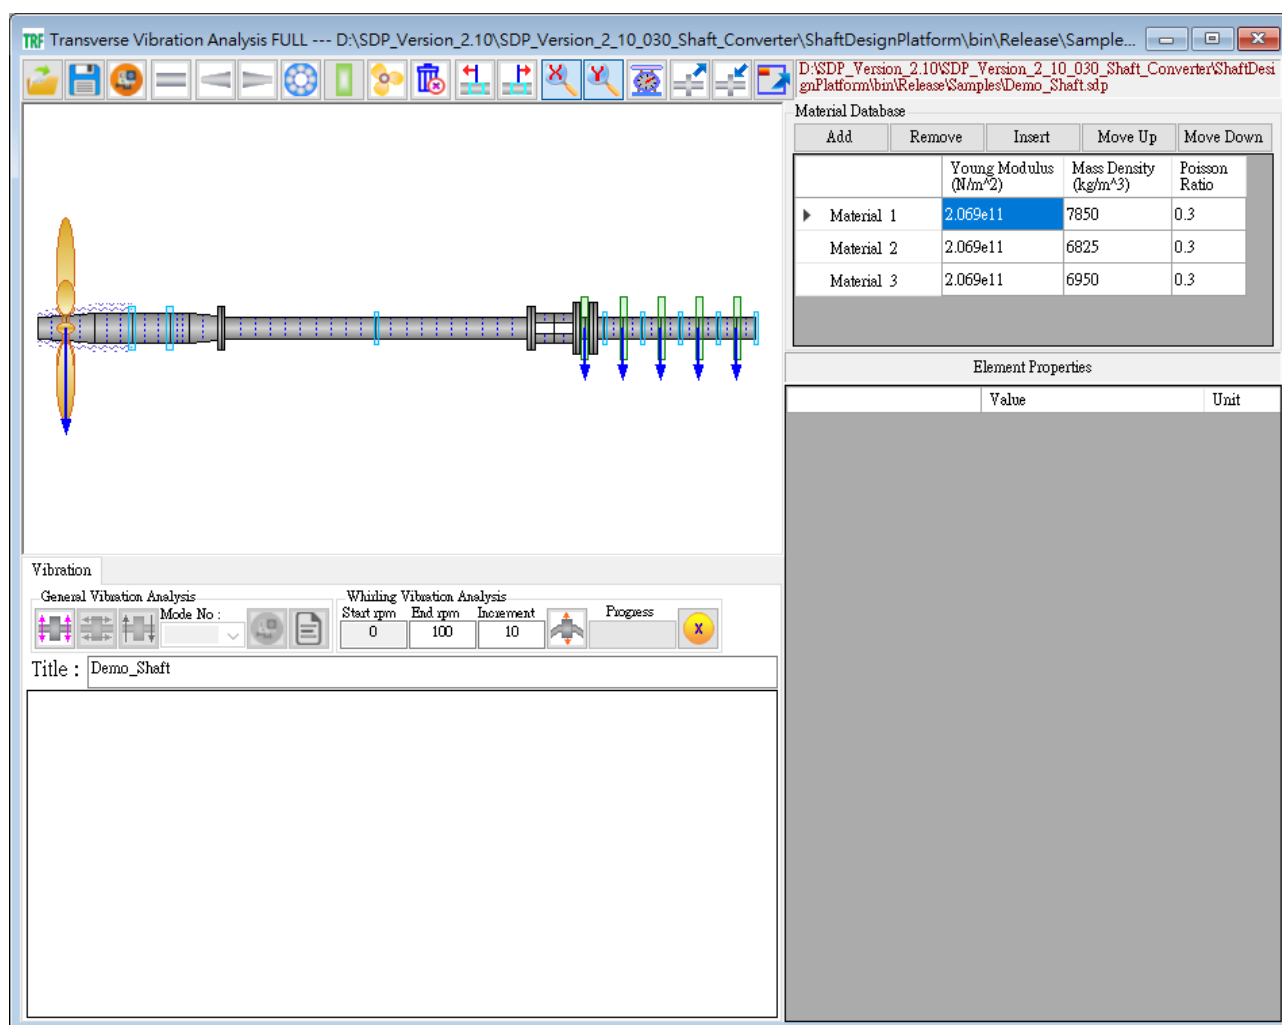 TRF Transverse Vibration Analysis FULL --- D:\SDP_Version_2.10\SDP_Version_2_10_030_Shaft_Converter\ShaftDesignPlatform\bin\Release\Sample...
X Y
D:\SDP_Version_2.10\SDP_Version_2_10_030_Shaft_Converter\ShaftDesi
gnPlatform\bin\Release\Samples\Demo_Shaft.sdp
Material Database
Add Remove Insert Move Up Move Down
Young Modulus Mass Density Poisson
(N/m^2) (kg/m^3) Ratio
Material 1 2.069e11 7850 0.3
Material 2 2.069e11 6825 0.3
Material 3 2.069e11 6950 0.3
Element Properties
Value Unit
Vibration
General Vibration Analysis Whirling Vibration Analysis
Mode No : Start rpm End rpm Increment Progress
0 100 10 X
Title : Demo_Shaft